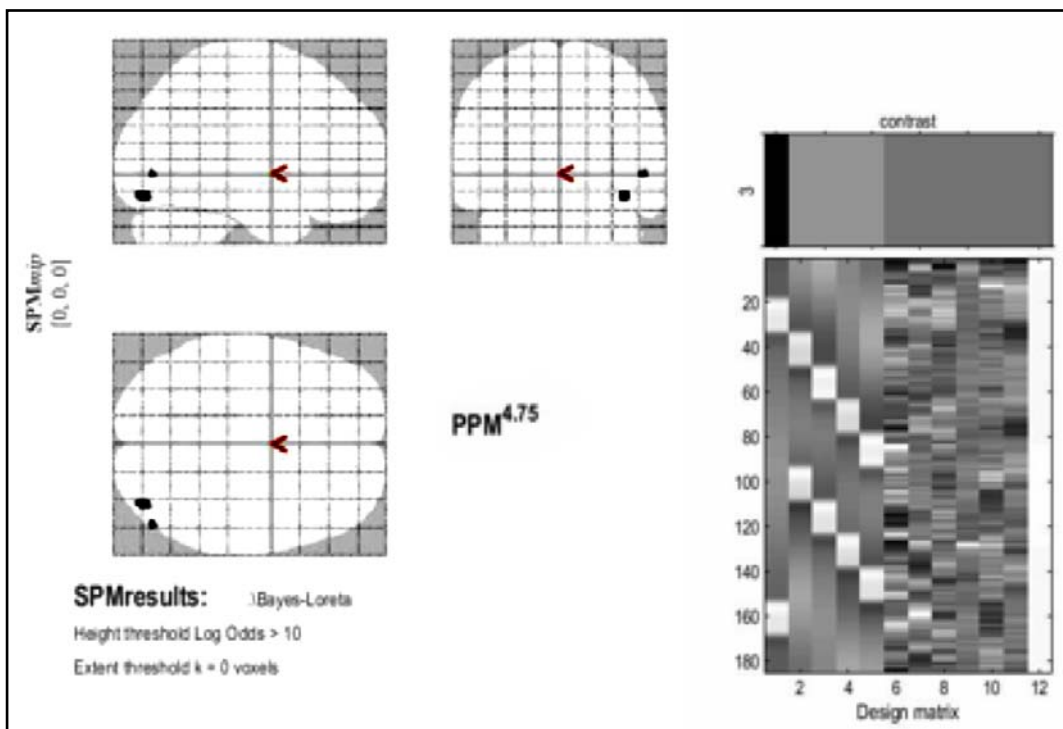 SPMmip
[0, 0, 0]
PPM4.75
SPMresults: .\Bayes-Loreta
Height threshold Log Odds > 10
Extent threshold k = 0 voxels
contrast
3
20
40
60
80
100
120
140
160
180
2 4 6 8 10 12
Design matrix